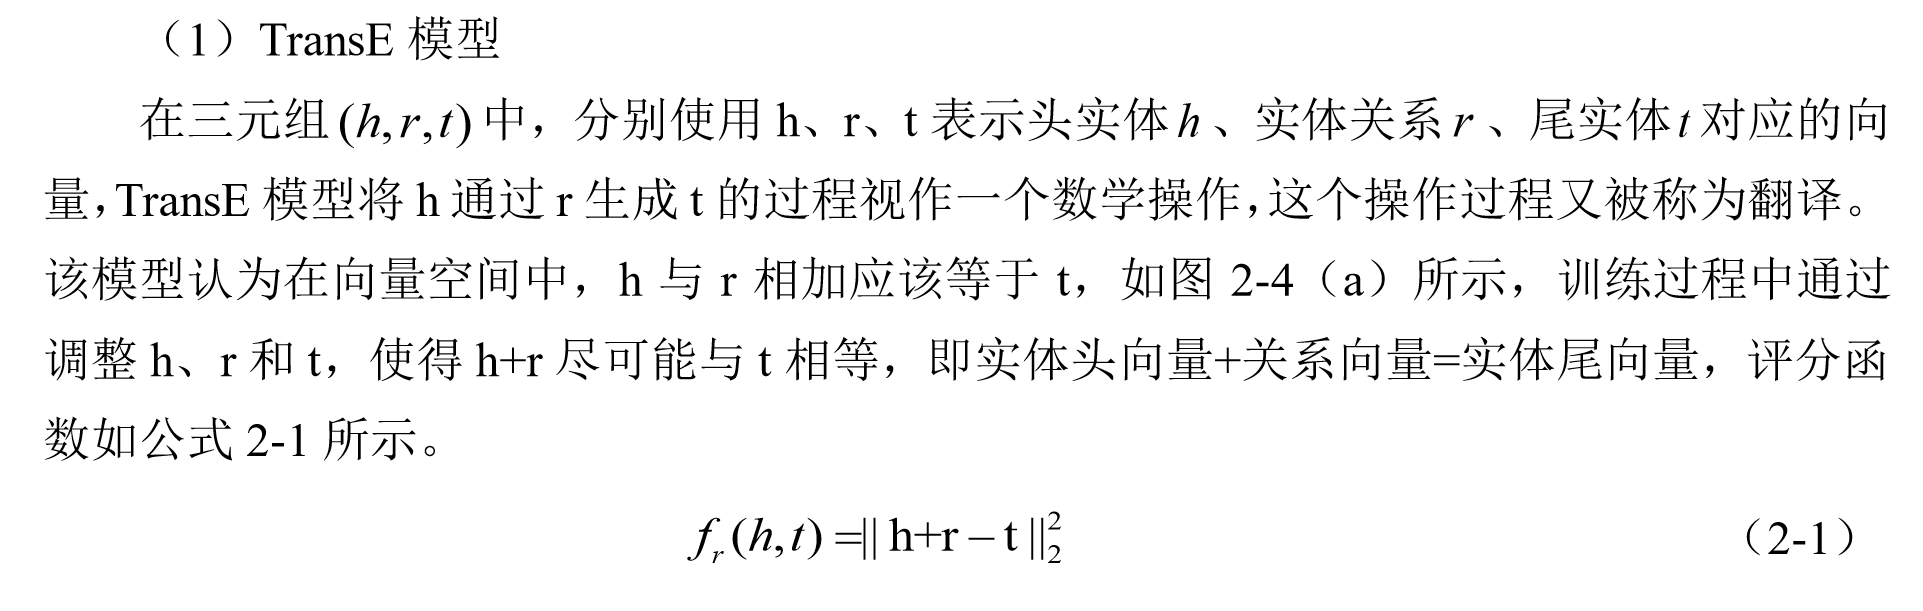 （1）TransE 模型
在三元组(h,r,t)中，分别使用 h、r、t 表示头实体h、实体关系r、尾实体t对应的向
量，TransE 模型将 h 通过 r 生成 t 的过程视作一个数学操作，这个操作过程又被称为翻译。
该模型认为在向量空间中，h 与 r 相加应该等于 t，如图 2-4（a）所示，训练过程中通过
调整 h、r 和 t，使得 h+r 尽可能与 t 相等，即实体头向量+关系向量=实体尾向量，评分函
数如公式 2-1 所示。
f_r(h,t)=||h+r−t||_2^2 （2-1）